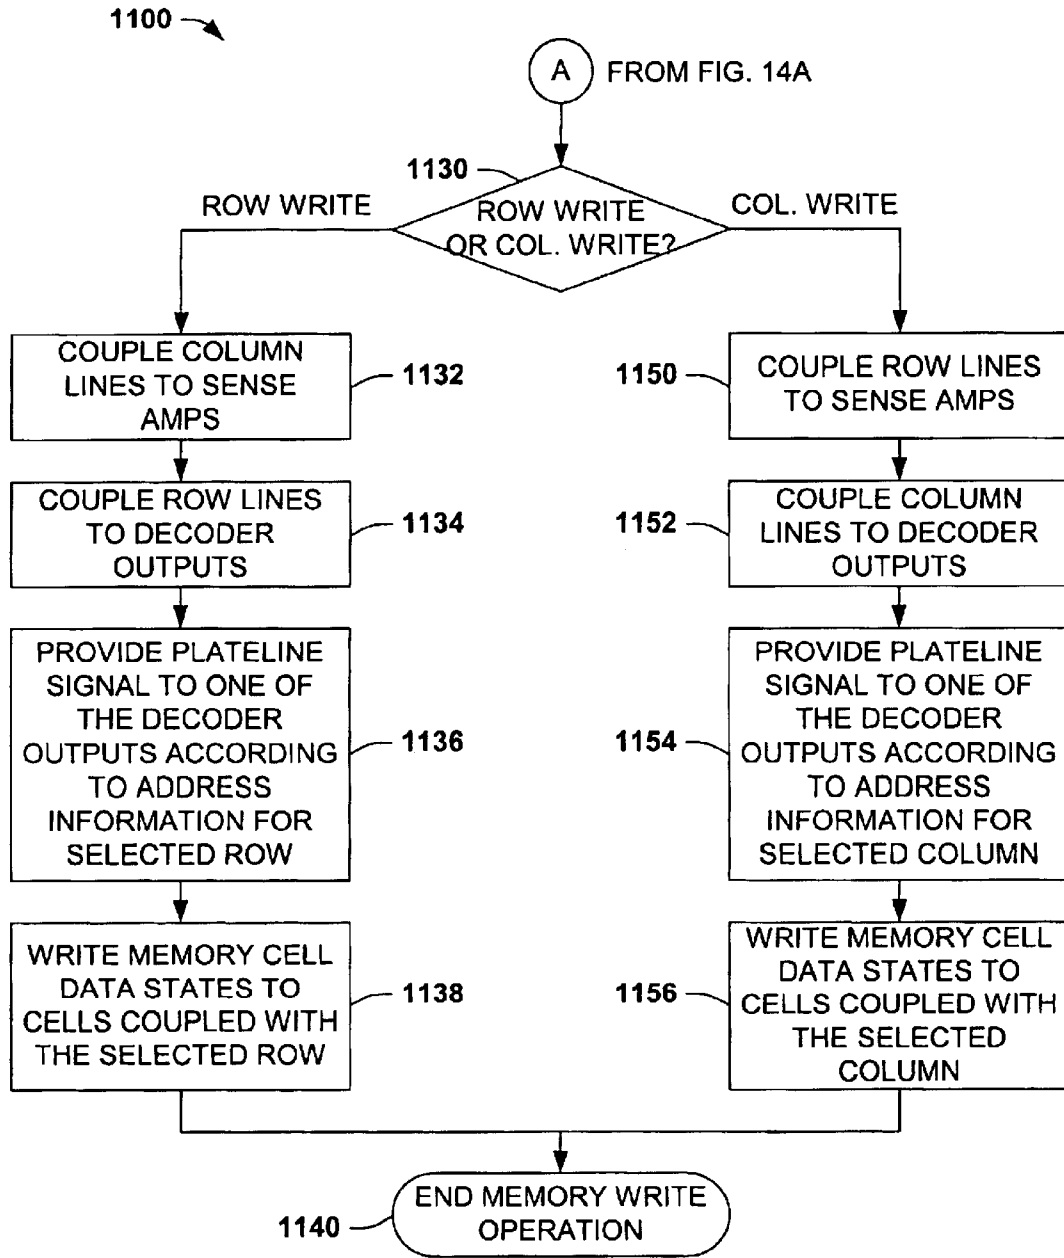 1100
A
FROM FIG. 14A
1130
ROW WRITE
ROW WRITE
OR COL. WRITE?
COL. WRITE
COUPLE COLUMN
LINES TO SENSE
AMPS
1132
COUPLE ROW LINES
TO DECODER
OUTPUTS
1134
PROVIDE PLATELINE
SIGNAL TO ONE OF
THE DECODER
OUTPUTS ACCORDING
TO ADDRESS
INFORMATION FOR
SELECTED ROW
1136
WRITE MEMORY CELL
DATA STATES TO
CELLS COUPLED WITH
THE SELECTED ROW
1138
1150
COUPLE ROW LINES
TO SENSE AMPS
1152
COUPLE COLUMN
LINES TO DECODER
OUTPUTS
1154
PROVIDE PLATELINE
SIGNAL TO ONE OF
THE DECODER
OUTPUTS ACCORDING
TO ADDRESS
INFORMATION FOR
SELECTED COLUMN
1156
WRITE MEMORY CELL
DATA STATES TO
CELLS COUPLED WITH
THE SELECTED
COLUMN
1140
END MEMORY WRITE
OPERATION